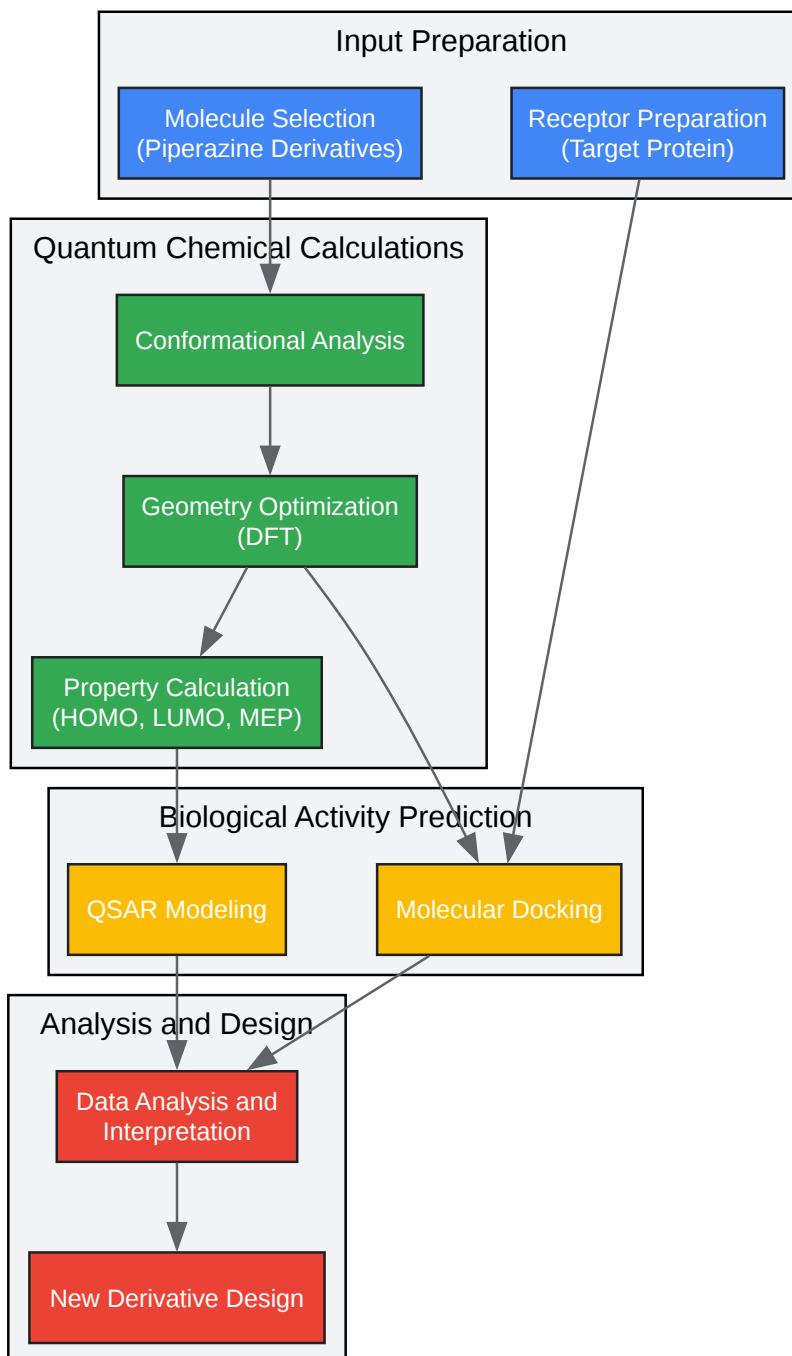 Input Preparation
Molecule Selection
(Piperazine Derivatives)
Receptor Preparation
(Target Protein)
Quantum Chemical Calculations
Conformational Analysis
Geometry Optimization
(DFT)
Property Calculation
(HOMO, LUMO, MEP)
Biological Activity Prediction
QSAR Modeling
Molecular Docking
Analysis and Design
Data Analysis and
Interpretation
New Derivative Design